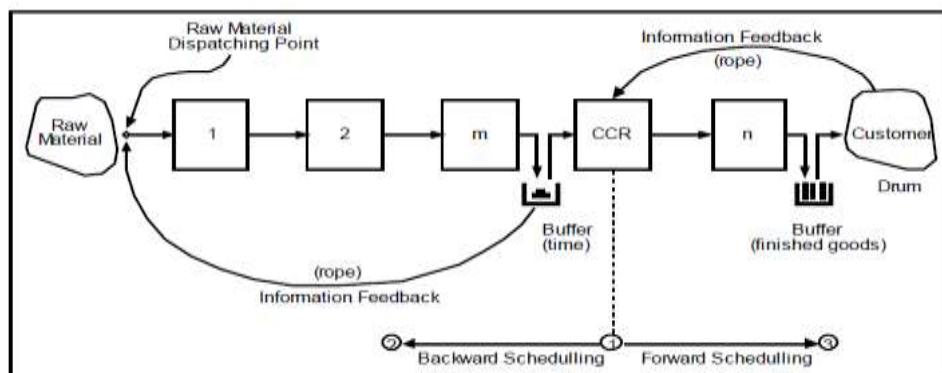 Raw Material
Dispatching Point
Information Feedback
(rope)
Raw
Material
1
2
m
CCR
n
Customer
Drum
Buffer
(time)
Buffer
(finished goods)
(rope)
Information Feedback
2
1
3
Backward Schedulling
Forward Schedulling